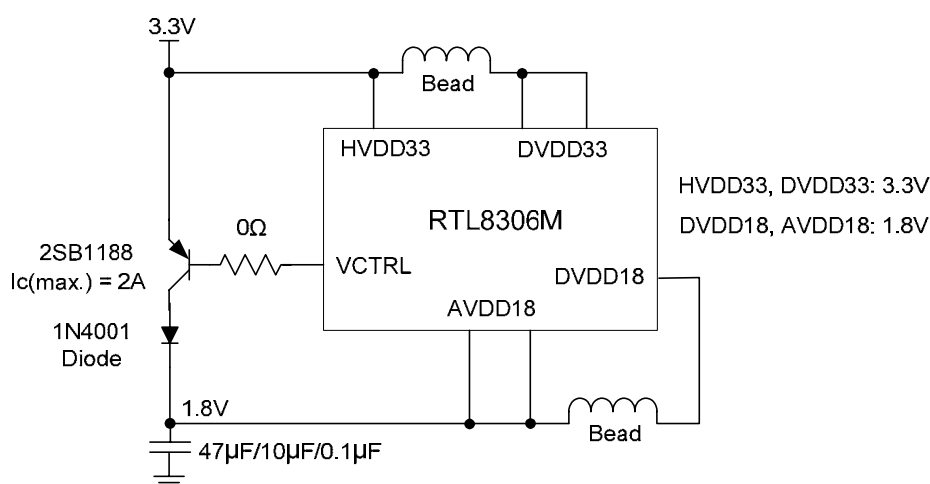 3.3V
Bead
HVDD33
DVDD33
HVDD33, DVDD33: 3.3V
RTL8306M
DVDD18, AVDD18: 1.8V
0Ω
2SB1188
Ic(max.) = 2A
VCTRL
DVDD18
AVDD18
1N4001
Diode
1.8V
Bead
47µF/10µF/0.1µF